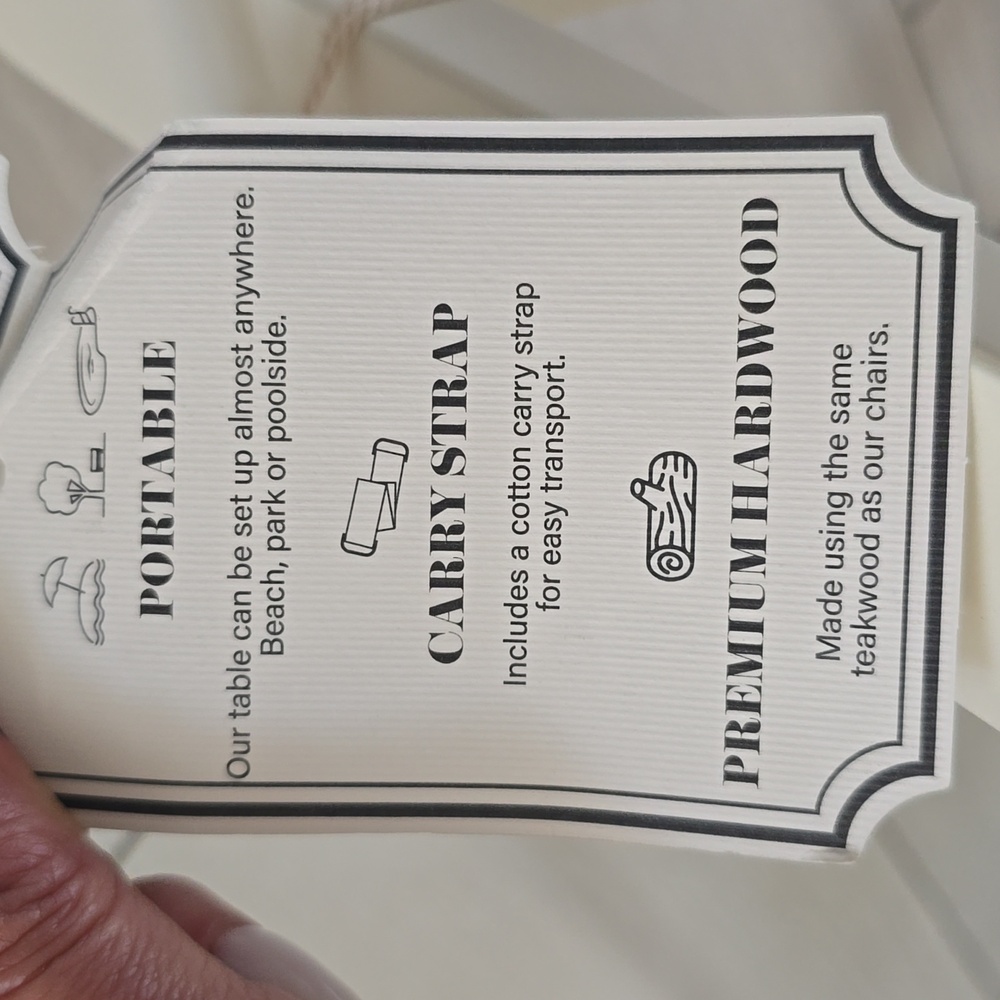 PORTABLE
Our table can be set up almost anywhere.
Beach, park or poolside.
CARRY STRAP
Includes a cotton carry strap
for easy transport.
PREMIUM HARDWOOD
Made using the same
teakwood as our chairs.